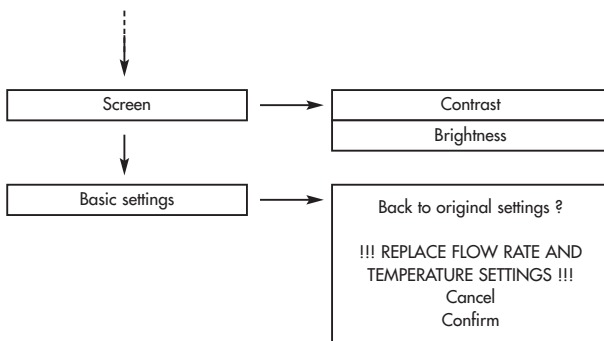 Screen
Contrast
Brightness
Basic settings
Back to original settings ?
!!! REPLACE FLOW RATE AND
TEMPERATURE SETTINGS !!!
Cancel
Confirm